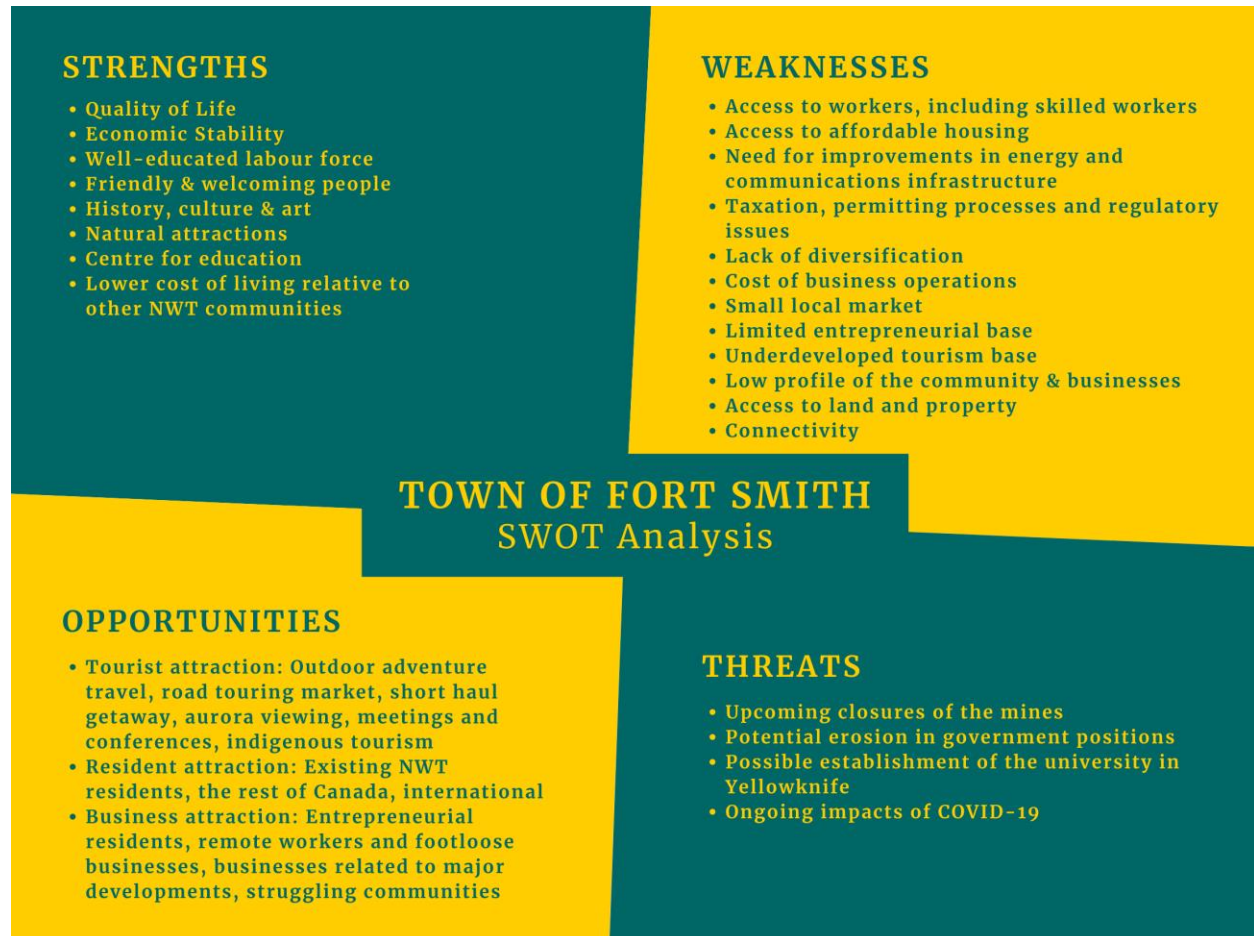 STRENGTHS
• Quality of Life
• Economic Stability
• Well-educated labour force
• Friendly & welcoming people
• History, culture & art
• Natural attractions
• Centre for education
• Lower cost of living relative to
other NWT communities
WEAKNESSES
• Access to workers, including skilled workers
• Access to affordable housing
• Need for improvements in energy and
communications infrastructure
• Taxation, permitting processes and regulatory
issues
• Lack of diversification
• Cost of business operations
• Small local market
• Limited entrepreneurial base
• Underdeveloped tourism base
• Low profile of the community & businesses
• Access to land and property
• Connectivity
TOWN OF FORT SMITH
SWOT Analysis
OPPORTUNITIES
• Tourist attraction: Outdoor adventure
travel, road touring market, short haul
getaway, aurora viewing, meetings and
conferences, indigenous tourism
• Resident attraction: Existing NWT
residents, the rest of Canada, international
• Business attraction: Entrepreneurial
residents, remote workers and footloose
businesses, businesses related to major
developments, struggling communities
THREATS
• Upcoming closures of the mines
• Potential erosion in government positions
• Possible establishment of the university in
Yellowknife
• Ongoing impacts of COVID-19